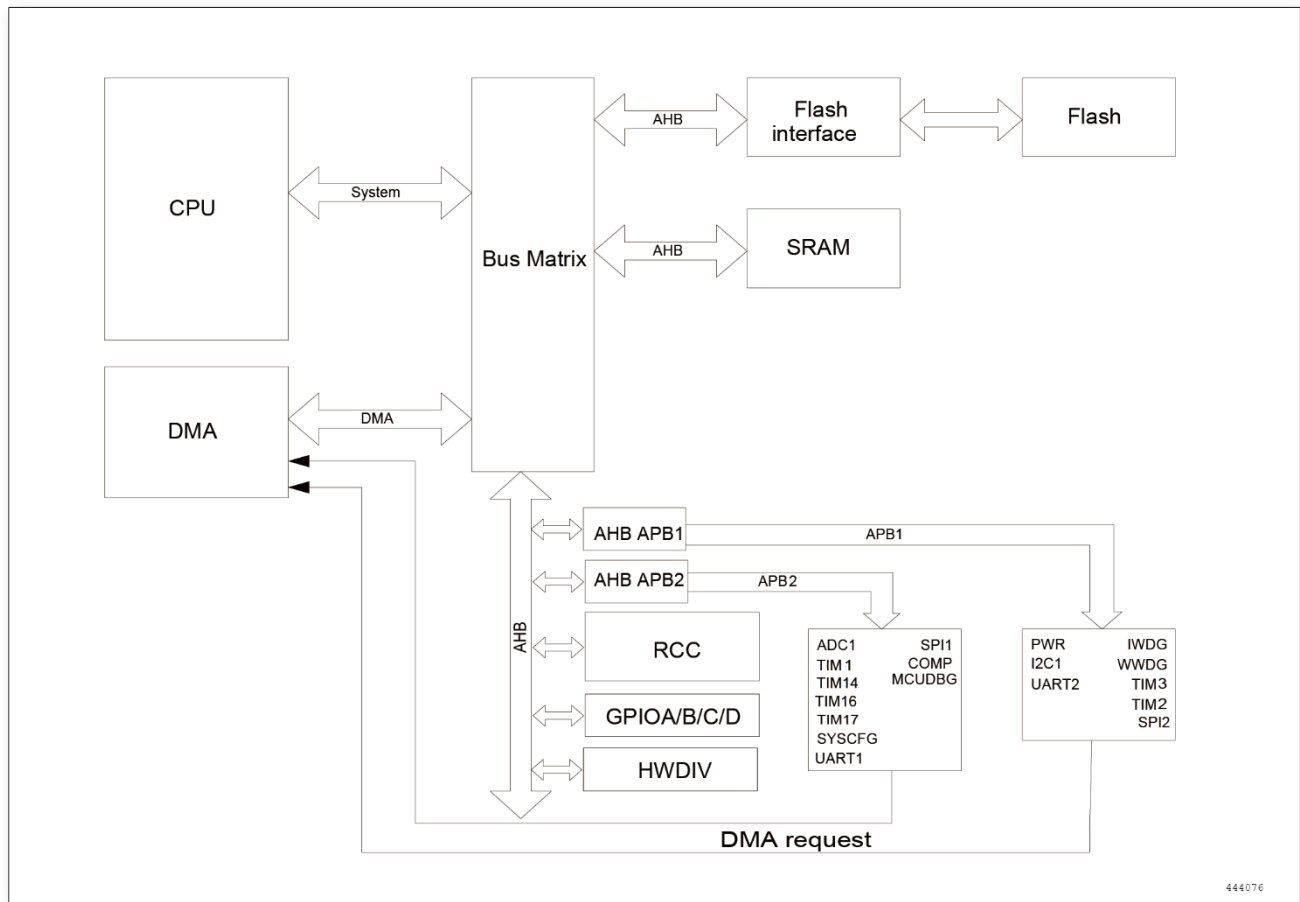 CPU
System
Bus Matrix
AHB
Flash
interface
Flash
AHB
SRAM
DMA
DMA
AHB
AHB APB1
APB1
AHB APB2
APB2
RCC
GPIOA/B/C/D
HWDIV
ADC1 SPI1
TIM1 COMP
TIM14 MCUDBG
TIM16
TIM17
SYSCFG
UART1
PWR IWDG
I2C1 WWDG
UART2 TIM3
TIM2
SPI2
DMA request
444076